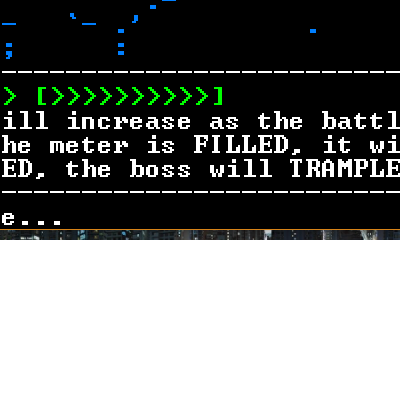 > [>>>>>>>>>>]
ill increase as the battl
he meter is FILLED, it wi
ED, the boss will TRAMPLE
e...